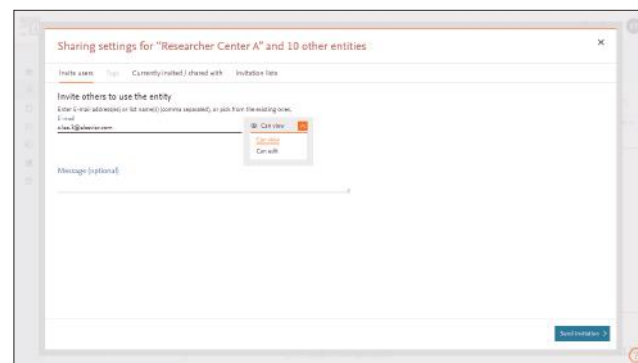 Sharing settings for "Researcher Center A" and 10 other entities
Invite users Tags Currently invited / shared with Invitation lists
Invite others to use the entity
Enter E-mail address(es) or list name(s) (comma separated), or pick from the existing ones.
E-mail
Can view
Can view
Can edit
Message (optional)
Send invitation